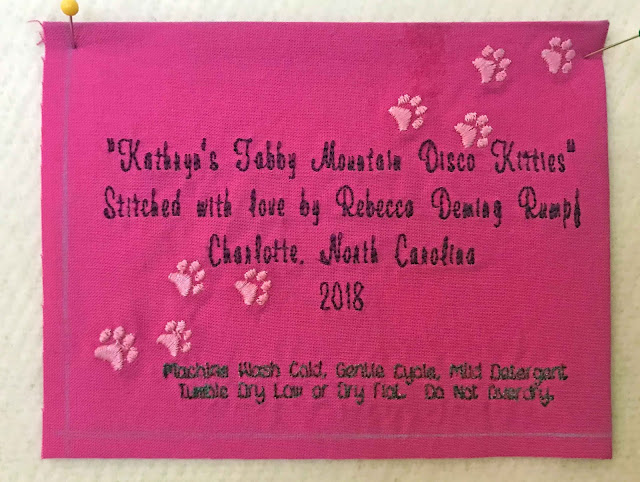 "Kathryn's Tabby Mountain Disco Kitties"
Stitched with love by Rebecca Deming Rumpf
Charlotte, North Carolina
2018
Machine Wash Cold, Gentle Cycle, Mild Detergent
Tumble Dry Low or Dry Flat. Do Not Overdry.